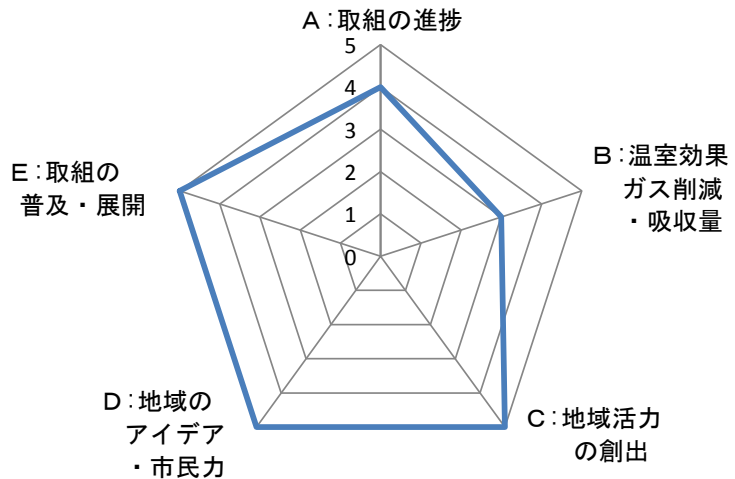 A:取組の進捗
5
4
3
2
1
0
B:温室効果
ガス削減
・吸収量
C:地域活力
の創出
D:地域の
アイデア
・市民力
E:取組の
普及・展開